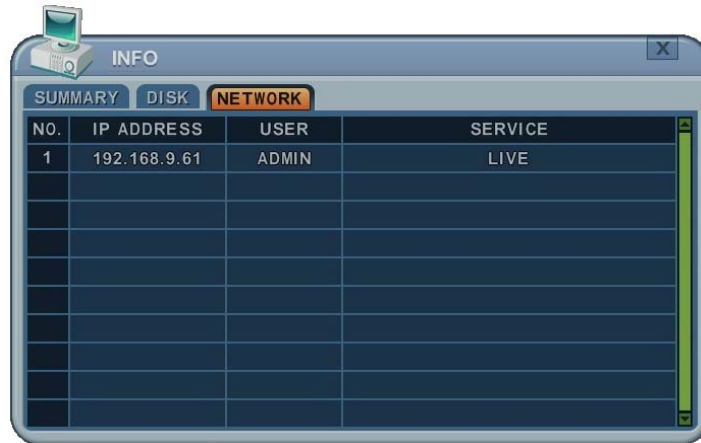 INFO
X
SUMMARY DISK NETWORK
NO. IP ADDRESS USER SERVICE
1 192.168.9.61 ADMIN LIVE